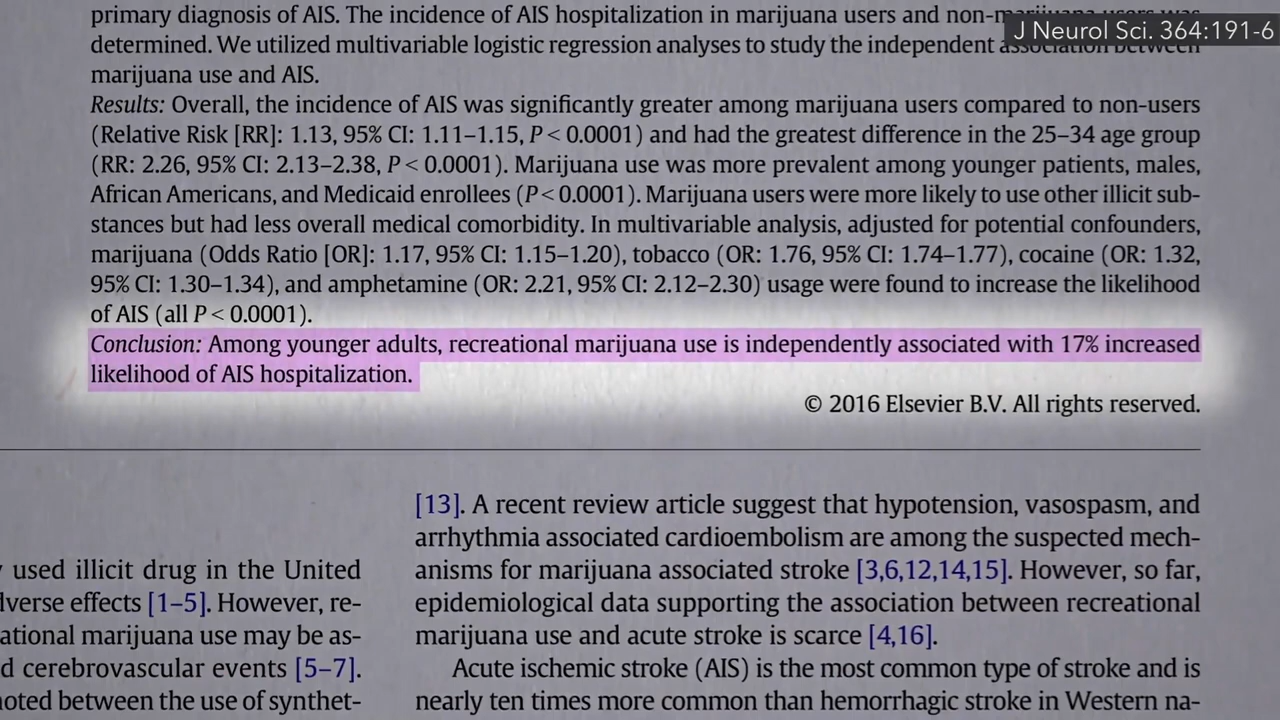 primary diagnosis of AIS. The incidence of AIS hospitalization in marijuana users and non-marijuana users was
J Neurol Sci. 364:191-6
determined. We utilized multivariable logistic regression analyses to study the independent association between
marijuana use and AIS.
Results: Overall, the incidence of AIS was significantly greater among marijuana users compared to non-users
(Relative Risk [RR]: 1.13, 95% CI: 1.11–1.15, P < 0.0001) and had the greatest difference in the 25–34 age group
(RR: 2.26, 95% CI: 2.13–2.38, P < 0.0001). Marijuana use was more prevalent among younger patients, males,
African Americans, and Medicaid enrollees (P < 0.0001). Marijuana users were more likely to use other illicit sub-
stances but had less overall medical comorbidity. In multivariable analysis, adjusted for potential confounders,
marijuana (Odds Ratio [OR]: 1.17, 95% CI: 1.15–1.20), tobacco (OR: 1.76, 95% CI: 1.74–1.77), cocaine (OR: 1.32,
95% CI: 1.30–1.34), and amphetamine (OR: 2.21, 95% CI: 2.12–2.30) usage were found to increase the likelihood
of AIS (all P < 0.0001).
Conclusion: Among younger adults, recreational marijuana use is independently associated with 17% increased
likelihood of AIS hospitalization.
© 2016 Elsevier B.V. All rights reserved.
used illicit drug in the United
dverse effects [1–5]. However, re-
ational marijuana use may be as-
d cerebrovascular events [5–7].
noted between the use of synthet-
[13]. A recent review article suggest that hypotension, vasospasm, and
arrhythmia associated cardioembolism are among the suspected mech-
anisms for marijuana associated stroke [3,6,12,14,15]. However, so far,
epidemiological data supporting the association between recreational
marijuana use and acute stroke is scarce [4,16].
Acute ischemic stroke (AIS) is the most common type of stroke and is
nearly ten times more common than hemorrhagic stroke in Western na-